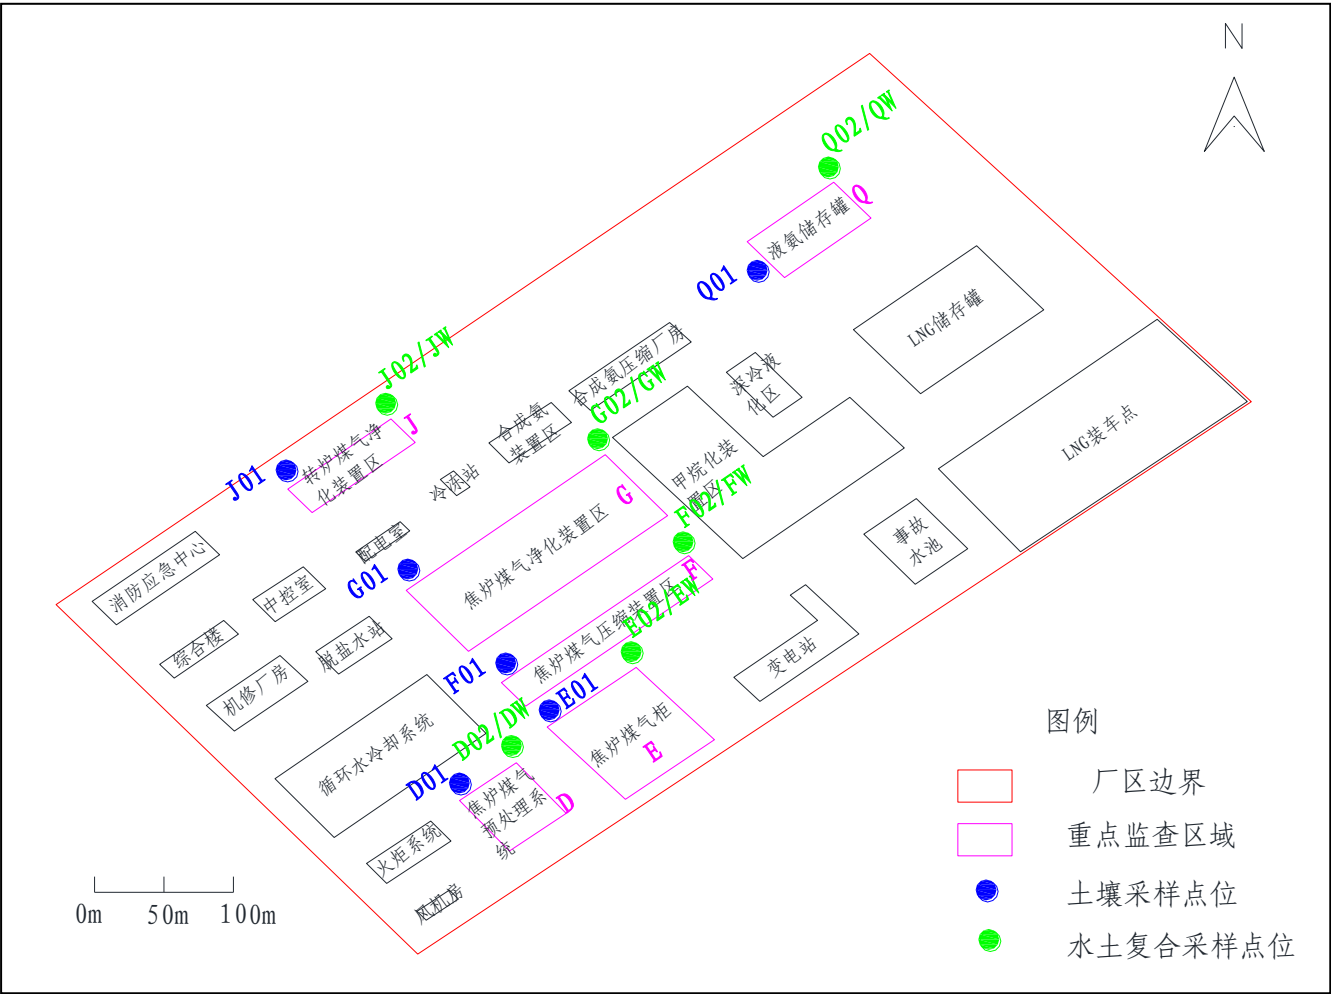 N
Q02/QW
Q
液氨储存罐
Q01
LNG储存罐
J02/JW
合成氨压缩厂房
深冷液
化区
G02/GW
J
合成氨
装置区
LNG装车点
转炉煤气净
化装置区
J01
冷冻站
甲烷化装
置区
G
F02/FW
事故
水池
配电室
焦炉煤气净化装置区
G01
消防应急中心
中控室
F
焦炉煤气压缩装置区
E02/EW
脱盐水站
综合楼
变电站
机修厂房
F01
E01
焦炉煤气柜
E
循环水冷却系统
D02/DW
D01
焦炉煤气
预处理系
统
D
火炬系统
风机房
0m
50m
100m
图例
厂区边界
重点监查区域
土壤采样点位
水土复合采样点位